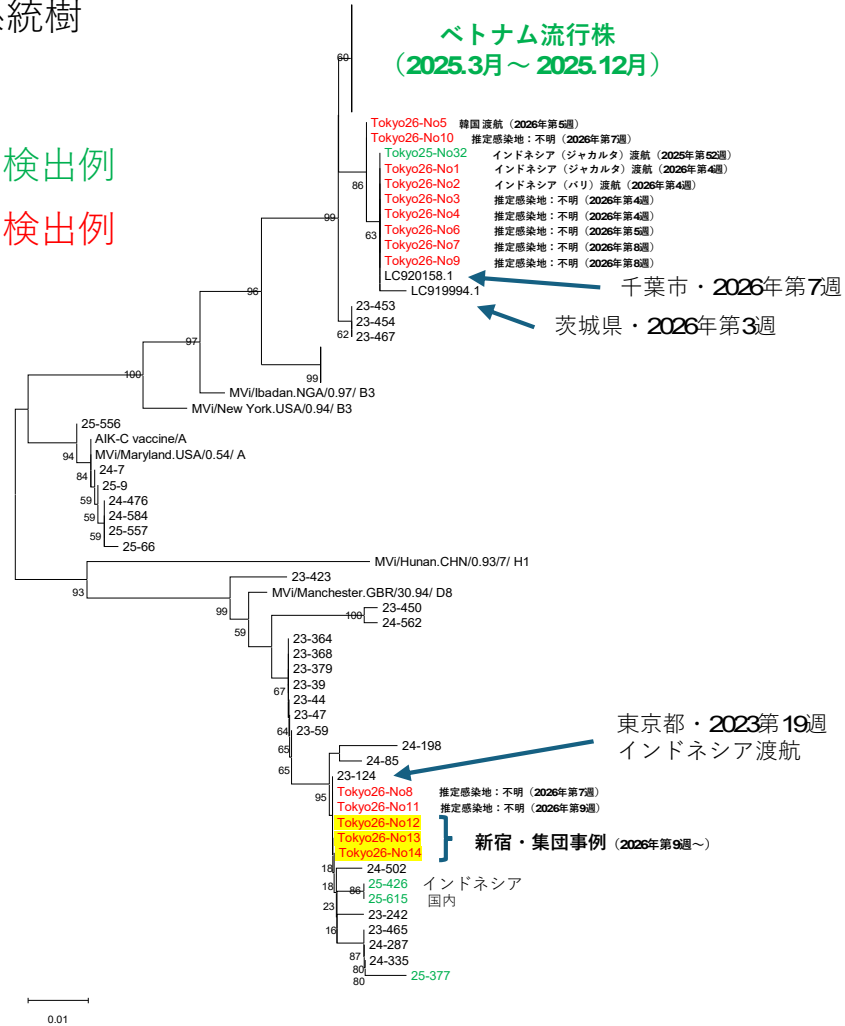 統樹
ベトナム流行株
（2025.3月～ 2025.12月）
検出例
検出例
60
Tokyo26-No5 韓国 渡航（2026年第5週）
Tokyo26-No10 推定感染地：不明（2026年第7週）
Tokyo25-No32 インドネシア（ジャカルタ）渡航（2025年第52週）
Tokyo26-No1 インドネシア（ジャカルタ）渡航（2026年第4週）
86
Tokyo26-No2 インドネシア（バリ）渡航（2026年第4週）
Tokyo26-No3 推定感染地：不明（2026年第4週）
99
Tokyo26-No4 推定感染地：不明（2026年第4週）
Tokyo26-No6 推定感染地：不明（2026年第5週）
63
Tokyo26-No7 推定感染地：不明（2026年第8週）
Tokyo26-No9 推定感染地：不明（2026年第8週）
LC920158.1
千葉市・2026年第7週
LC919994.1
96
23-453
23-454
茨城県・2026年第3週
62
23-467
97
100
99
MVi/Ibadan.NGA/0.97/ B3
MVi/New York.USA/0.94/ B3
25-556
AIK-C vaccine/A
94
MVi/Maryland.USA/0.54/ A
84
24-7
25-9
59
24-476
59
24-584
59
25-557
25-66
MVi/Hunan.CHN/0.93/7/ H1
93
23-423
99
MVi/Manchester.GBR/30.94/ D8
59
23-450
100
24-562
23-364
23-368
23-379
67
23-39
23-44
23-47
64
23-59
65
24-198
65
24-85
東京都・2023第19週
インドネシア渡航
23-124
95
Tokyo26-No8 推定感染地：不明（2026年第7週）
Tokyo26-No11 推定感染地：不明（2026年第9週）
Tokyo26-No12
Tokyo26-No13
新宿・集団事例（2026年第9週～）
Tokyo26-No14
18
24-502
18
86
25-426 インドネシア
25-615 国内
23
23-242
16
23-465
24-287
87
24-335
80
25-377
80
0.01